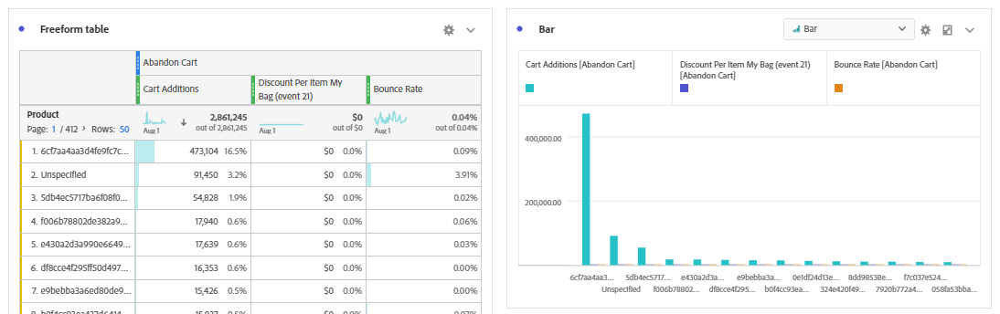 Freeform table
Abandon Cart
Cart Additions
Discount Per Item My
Bag (event 21)
Bounce Rate
Product
Page: 1 / 412 > Rows: 50
Aug 1
2,861,245
out of 2,861,245
Aug 1
$0
out of $0
Aug 1
0.04%
out of 0.04%
1. 6cf7aa4aa3d4fe9fc7c... 473,104 16.5% $0 0.0% 0.09%
2. Unspecified 91,450 3.2% $0 0.0% 3.91%
3. 5db4ec5717ba6f08f0... 54,828 1.9% $0 0.0% 0.02%
4. f006b78802de382a9... 17,940 0.6% $0 0.0% 0.06%
5. e430a2d3a990e6649... 17,639 0.6% $0 0.0% 0.03%
6. df8cce4f295ff50d497... 16,353 0.6% $0 0.0% 0.00%
7. e9bebba3a6ed80de9... 15,426 0.5% $0 0.0% 0.00%
Bar
Bar
Cart Additions [Abandon Cart]
Discount Per Item My Bag (event 21)
[Abandon Cart]
Bounce Rate [Abandon Cart]
400,000.00
200,000.00
6cf7aa4aa3... 5db4ec5717... e430a2d3a... e9bebba3a... 0e1df24d13e... 8dd98538e... f7c037e524...
Unspecified f006b78802... df8cce4f295... b0f4cc93ea... 324e420f49... 7920b772a4... 058fa53bba...